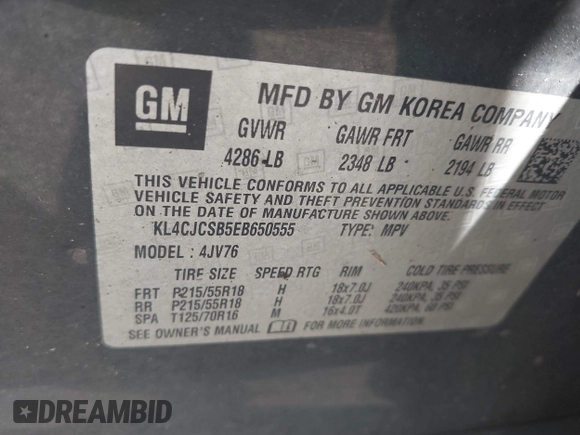 GM
MFD BY GM KOREA COMPANY
GVWR GAWR FRT GAWR RR
4286 LB 2348 LB 2194 LB
THIS VEHICLE CONFORMS TO ALL APPLICABLE U.S. FEDERAL MOTOR
VEHICLE SAFETY AND THEFT PREVENTION STANDARDS IN EFFECT
ON THE DATE OF MANUFACTURE SHOWN ABOVE.
KL4CJCSB5EB650555 TYPE: MPV
MODEL: 4JV76
TIRE SIZE SPEED RTG RIM
FRT P215/55R18 H 18x7.0J 240KPA, 35 PSI
RR P215/55R18 H 18x7.0J 240KPA, 35 PSI
SPA T125/70R16 M 16x4.0T 420KPA, 60 PSI
SEE OWNER'S MANUAL FOR MORE INFORMATION.
DREAMBID